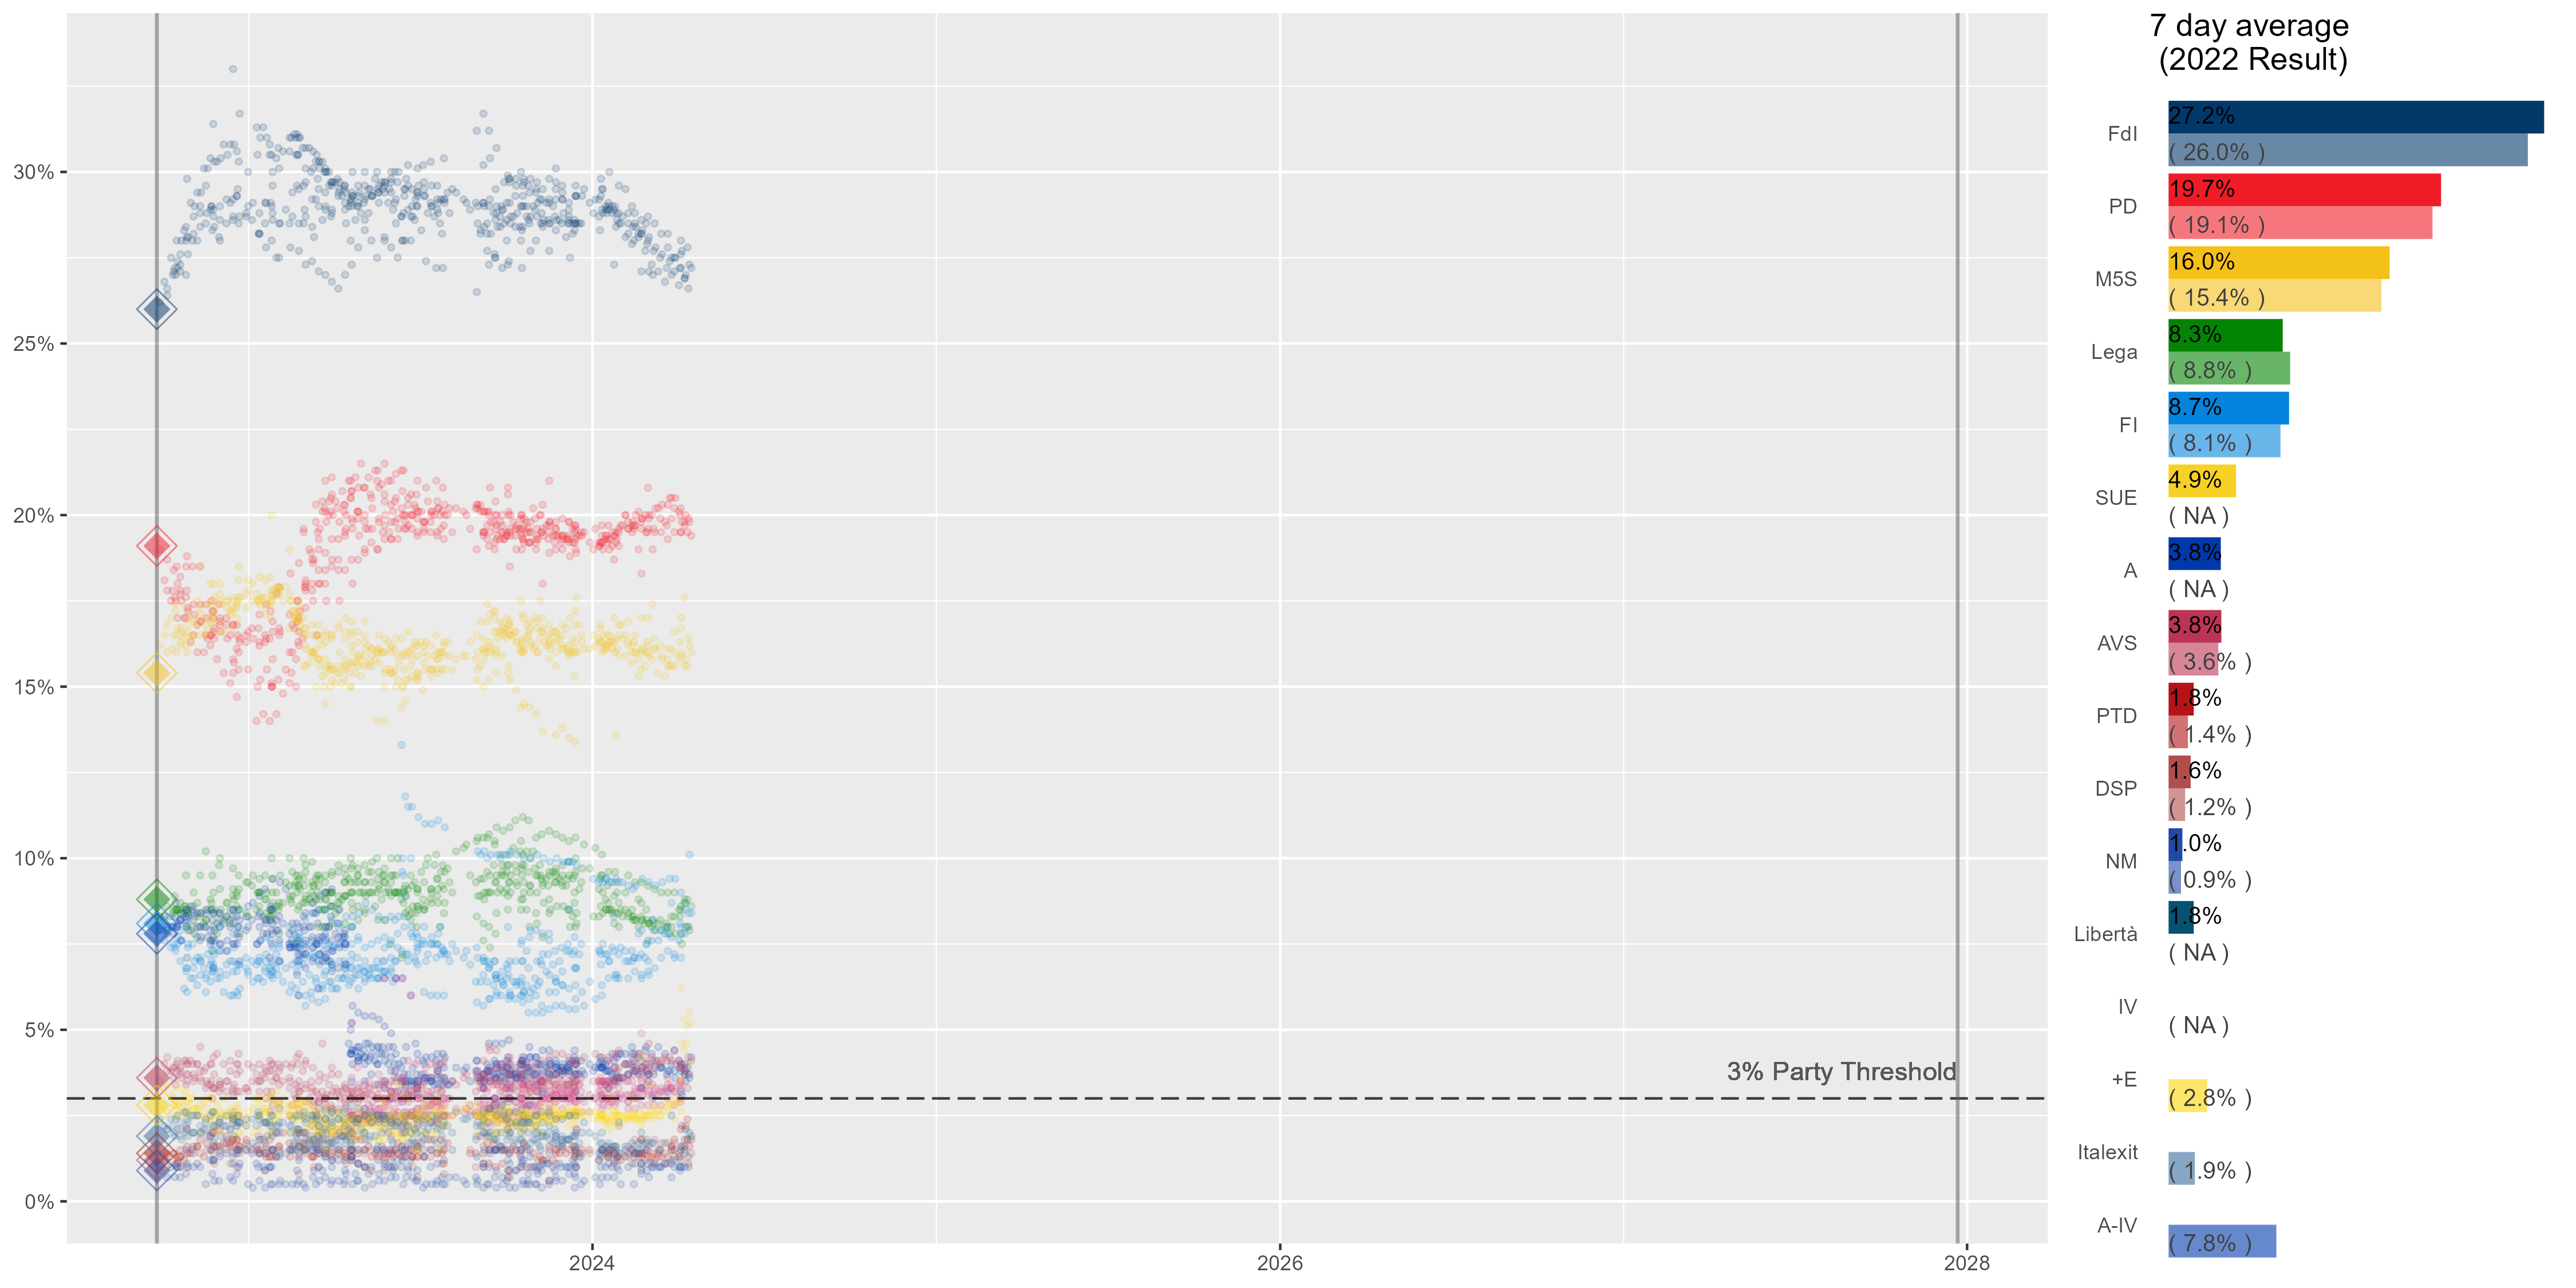 7 day average
(2022 Result)
30%
25%
20%
15%
10%
5%
0%
3% Party Threshold
2024
2026
2028
FdI
27.2%
( 26.0% )
PD
19.7%
( 19.1% )
M5S
16.0%
( 15.4% )
Lega
8.3%
( 8.8% )
FI
8.7%
( 8.1% )
SUE
4.9%
( NA )
A
3.8%
( NA )
AVS
3.8%
( 3.6% )
PTD
1.8%
( 1.4% )
DSP
1.6%
( 1.2% )
NM
1.0%
( 0.9% )
Libertà
1.8%
( NA )
IV
( NA )
+E
( 2.8% )
Italexit
( 1.9% )
A-IV
( 7.8% )